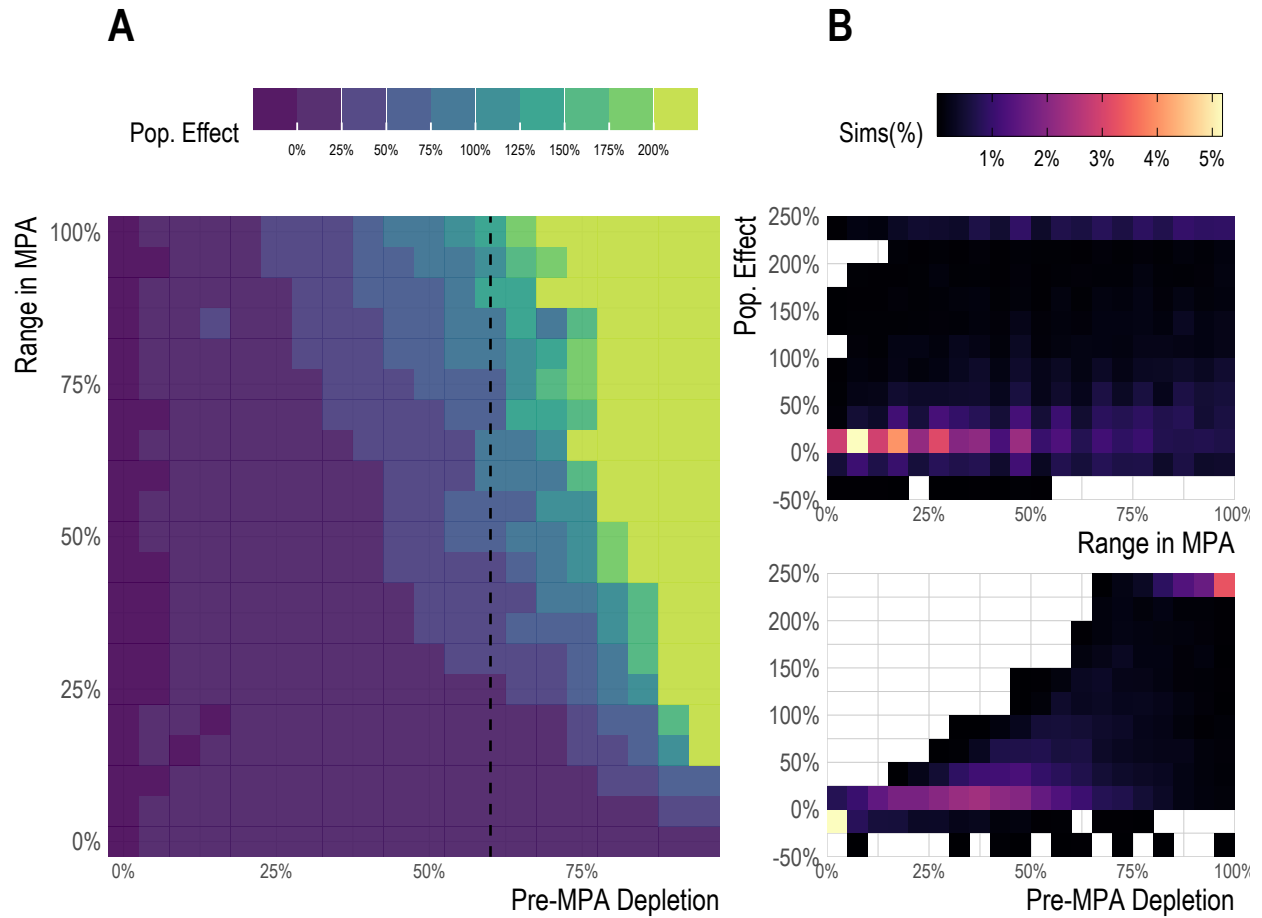 A
Pop. Effect
0% 25% 50% 75% 100% 125% 150% 175% 200%
Range in MPA
100%
75%
50%
25%
0%
0% 25% 50% 75%
Pre-MPA Depletion
B
Sims(%)
1% 2% 3% 4% 5%
Pop. Effect
250%
200%
150%
100%
50%
0%
-50%
0% 25% 50% 75% 100%
Range in MPA
250%
200%
150%
100%
50%
0%
-50%
0% 25% 50% 75% 100%
Pre-MPA Depletion